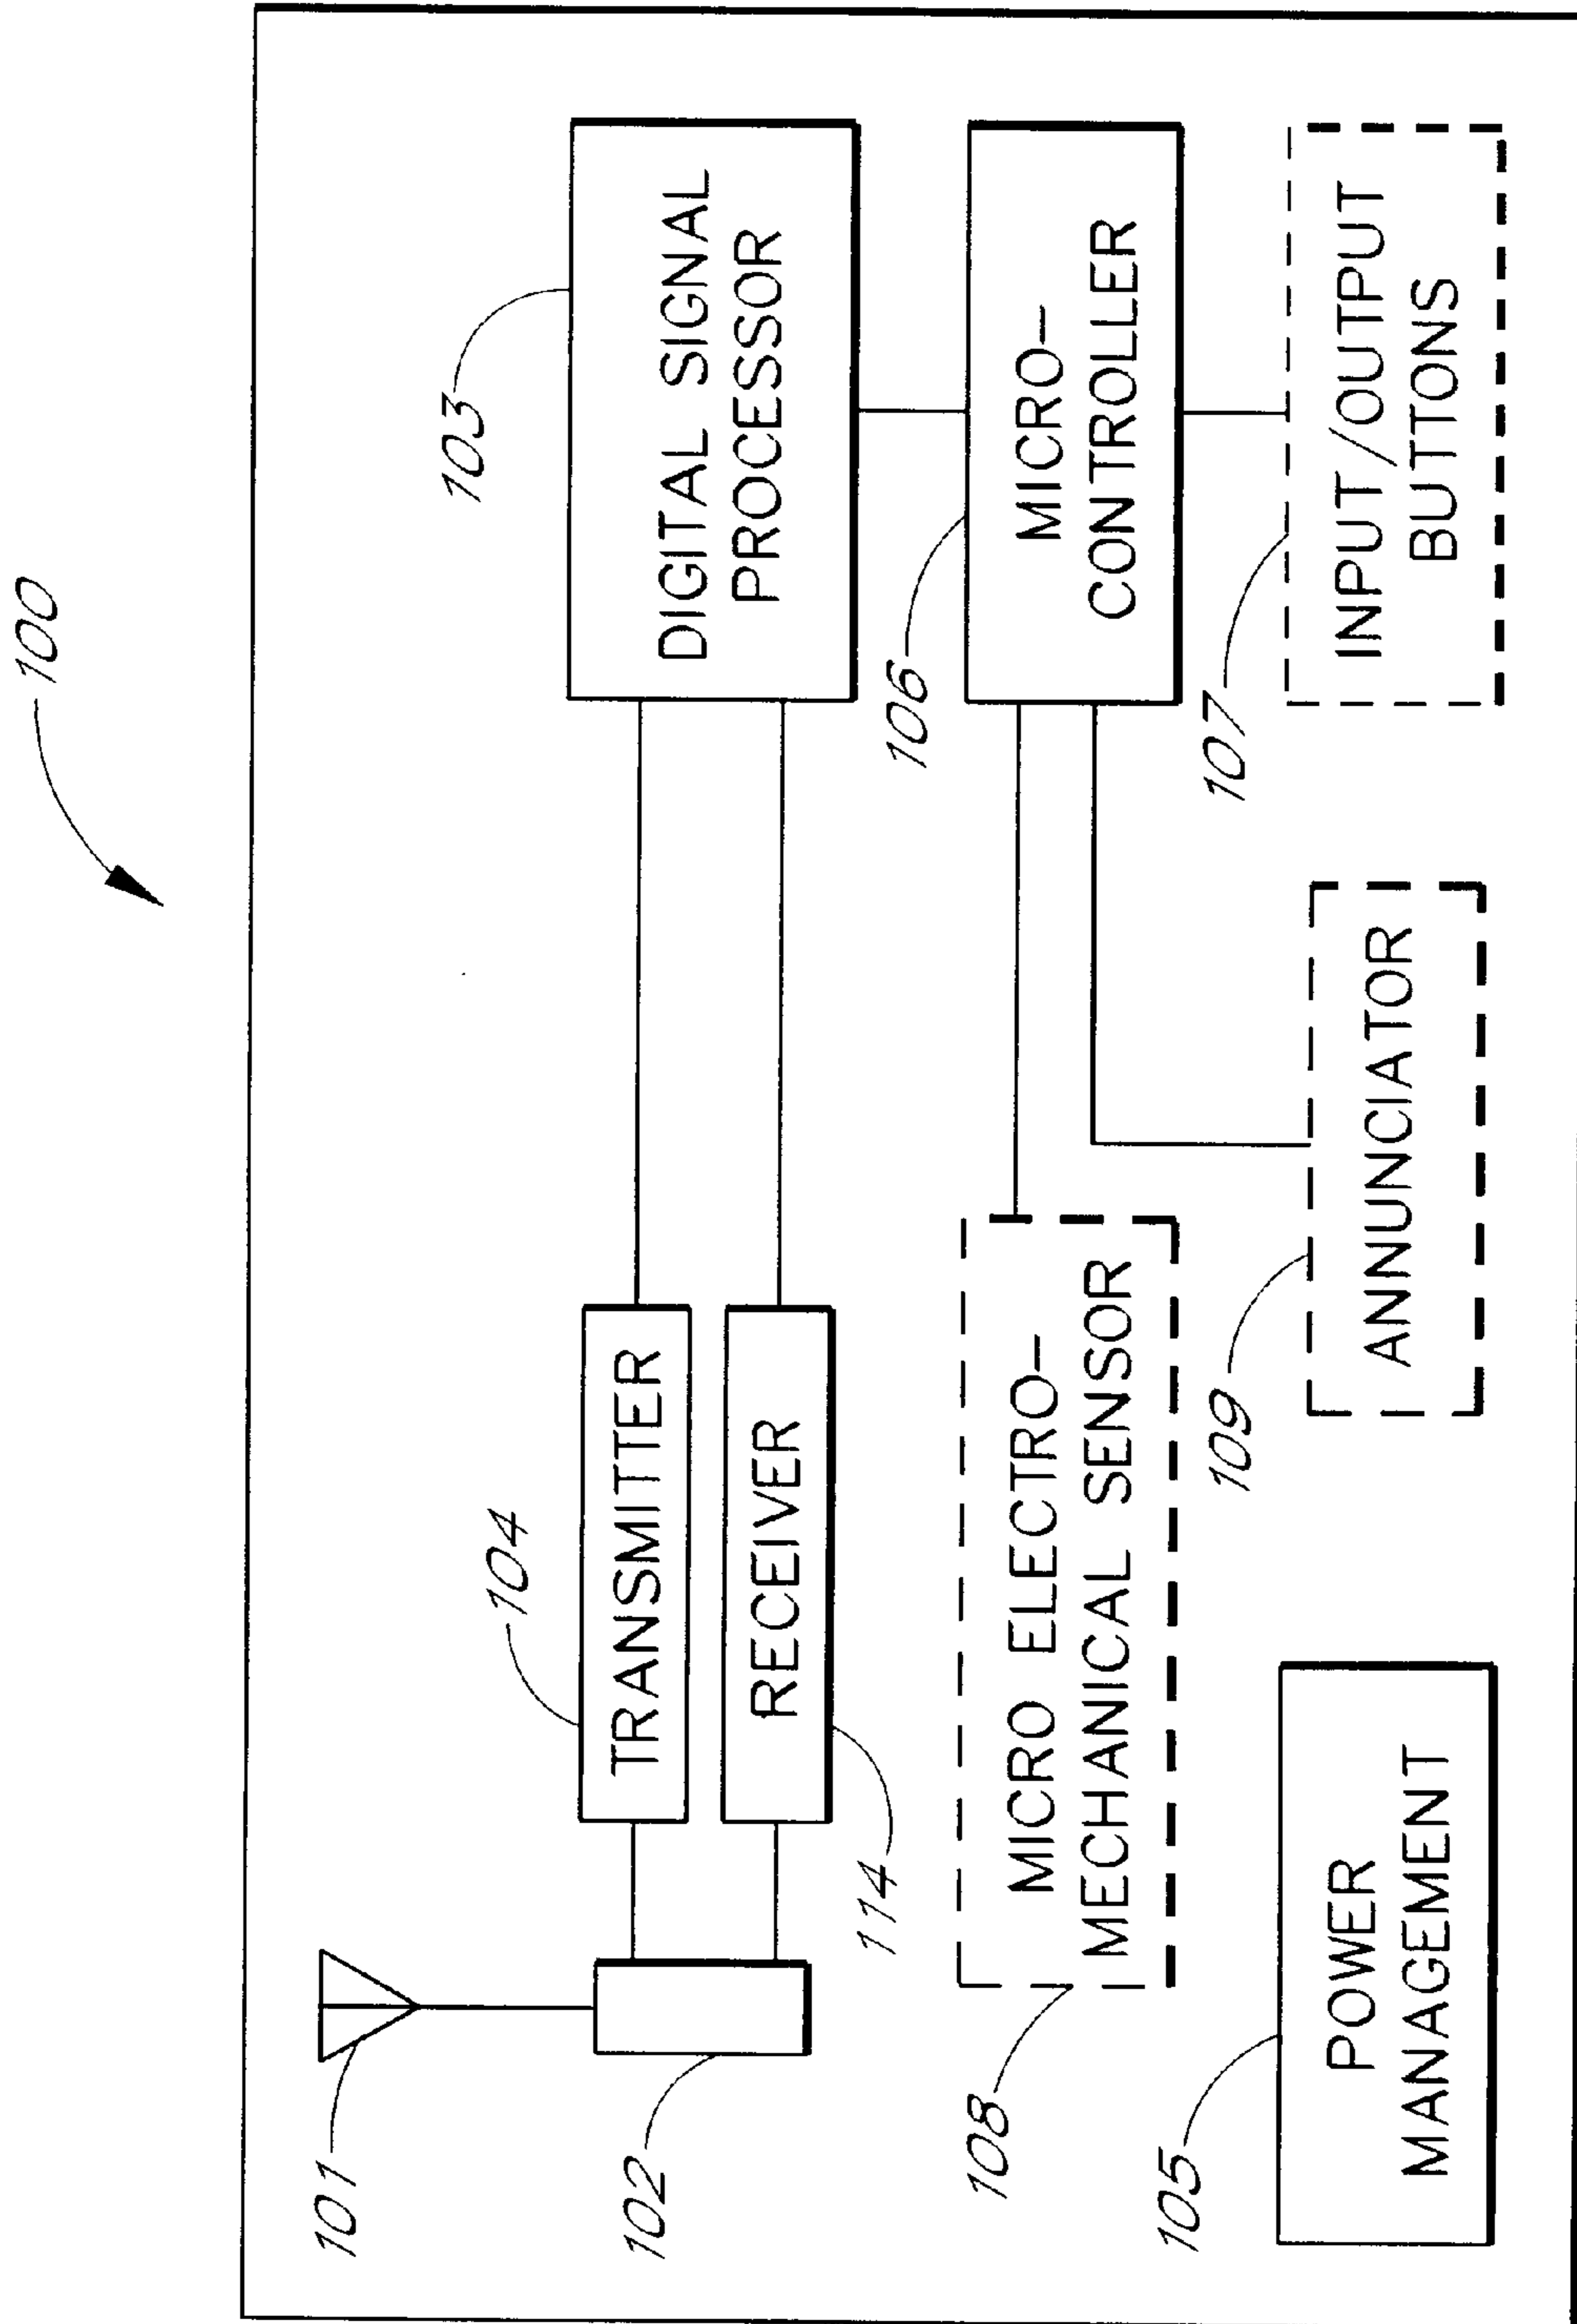 100
101
102
104
TRANSMITTER
RECEIVER
114
103
DIGITAL SIGNAL
PROCESSOR
108
MICRO ELECTRO–
MECHANICAL SENSOR
106
MICRO–
CONTROLLER
105
POWER
MANAGEMENT
109
ANNUNCIATOR
107
INPUT/OUTPUT
BUTTONS